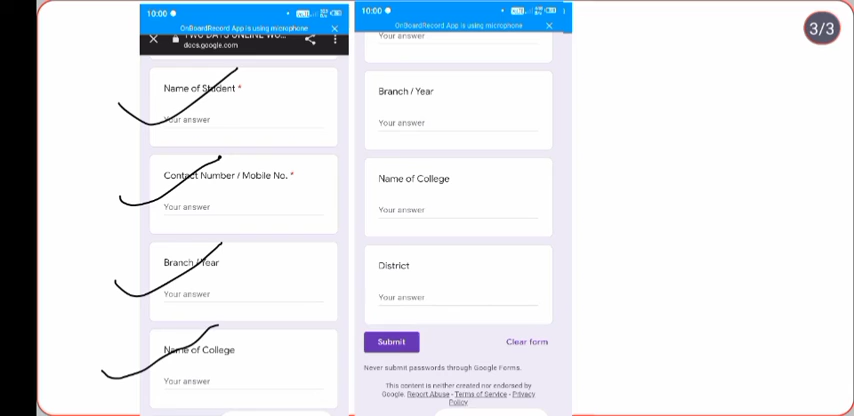 10:00
OnBoardRecord App is using microphone
TWO DAYS ONLINE WO...
docs.google.com
Name of Student *
Your answer
Contact Number / Mobile No. *
Your answer
Branch / Year
Your answer
Name of College
Your answer
10:00
OnBoardRecord App is using microphone
Your answer
Branch / Year
Your answer
Name of College
Your answer
District
Your answer
Submit
Clear form
Never submit passwords through Google Forms.
This content is neither created nor endorsed by
Google. Report Abuse - Terms of Service - Privacy
Policy
3/3